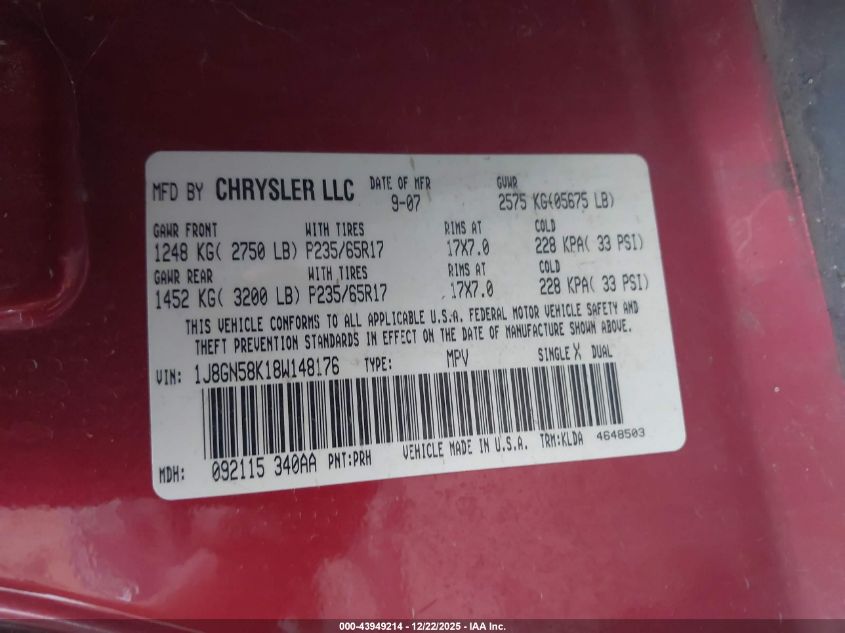 MFD BY CHRYSLER LLC DATE OF MFR 9-07 GVWR 2575 KG(05675 LB)
GAWR FRONT WITH TIRES RIMS AT COLD
1248 KG( 2750 LB) P235/65R17 17X7.0 228 KPA( 33 PSI)
GAWR REAR WITH TIRES RIMS AT COLD
1452 KG( 3200 LB) P235/65R17 17X7.0 228 KPA( 33 PSI)
THIS VEHICLE CONFORMS TO ALL APPLICABLE U.S.A. FEDERAL MOTOR VEHICLE SAFETY AND
THEFT PREVENTION STANDARDS IN EFFECT ON THE DATE OF MANUFACTURE SHOWN ABOVE.
VIN: 1J8GN58K18W148176 TYPE: MPV SINGLE X DUAL
MDH: 092115 340AA PNT:PRH VEHICLE MADE IN U.S.A. TRM:KLDA 4648503
000-43949214 - 12/22/2025 - IAA Inc.